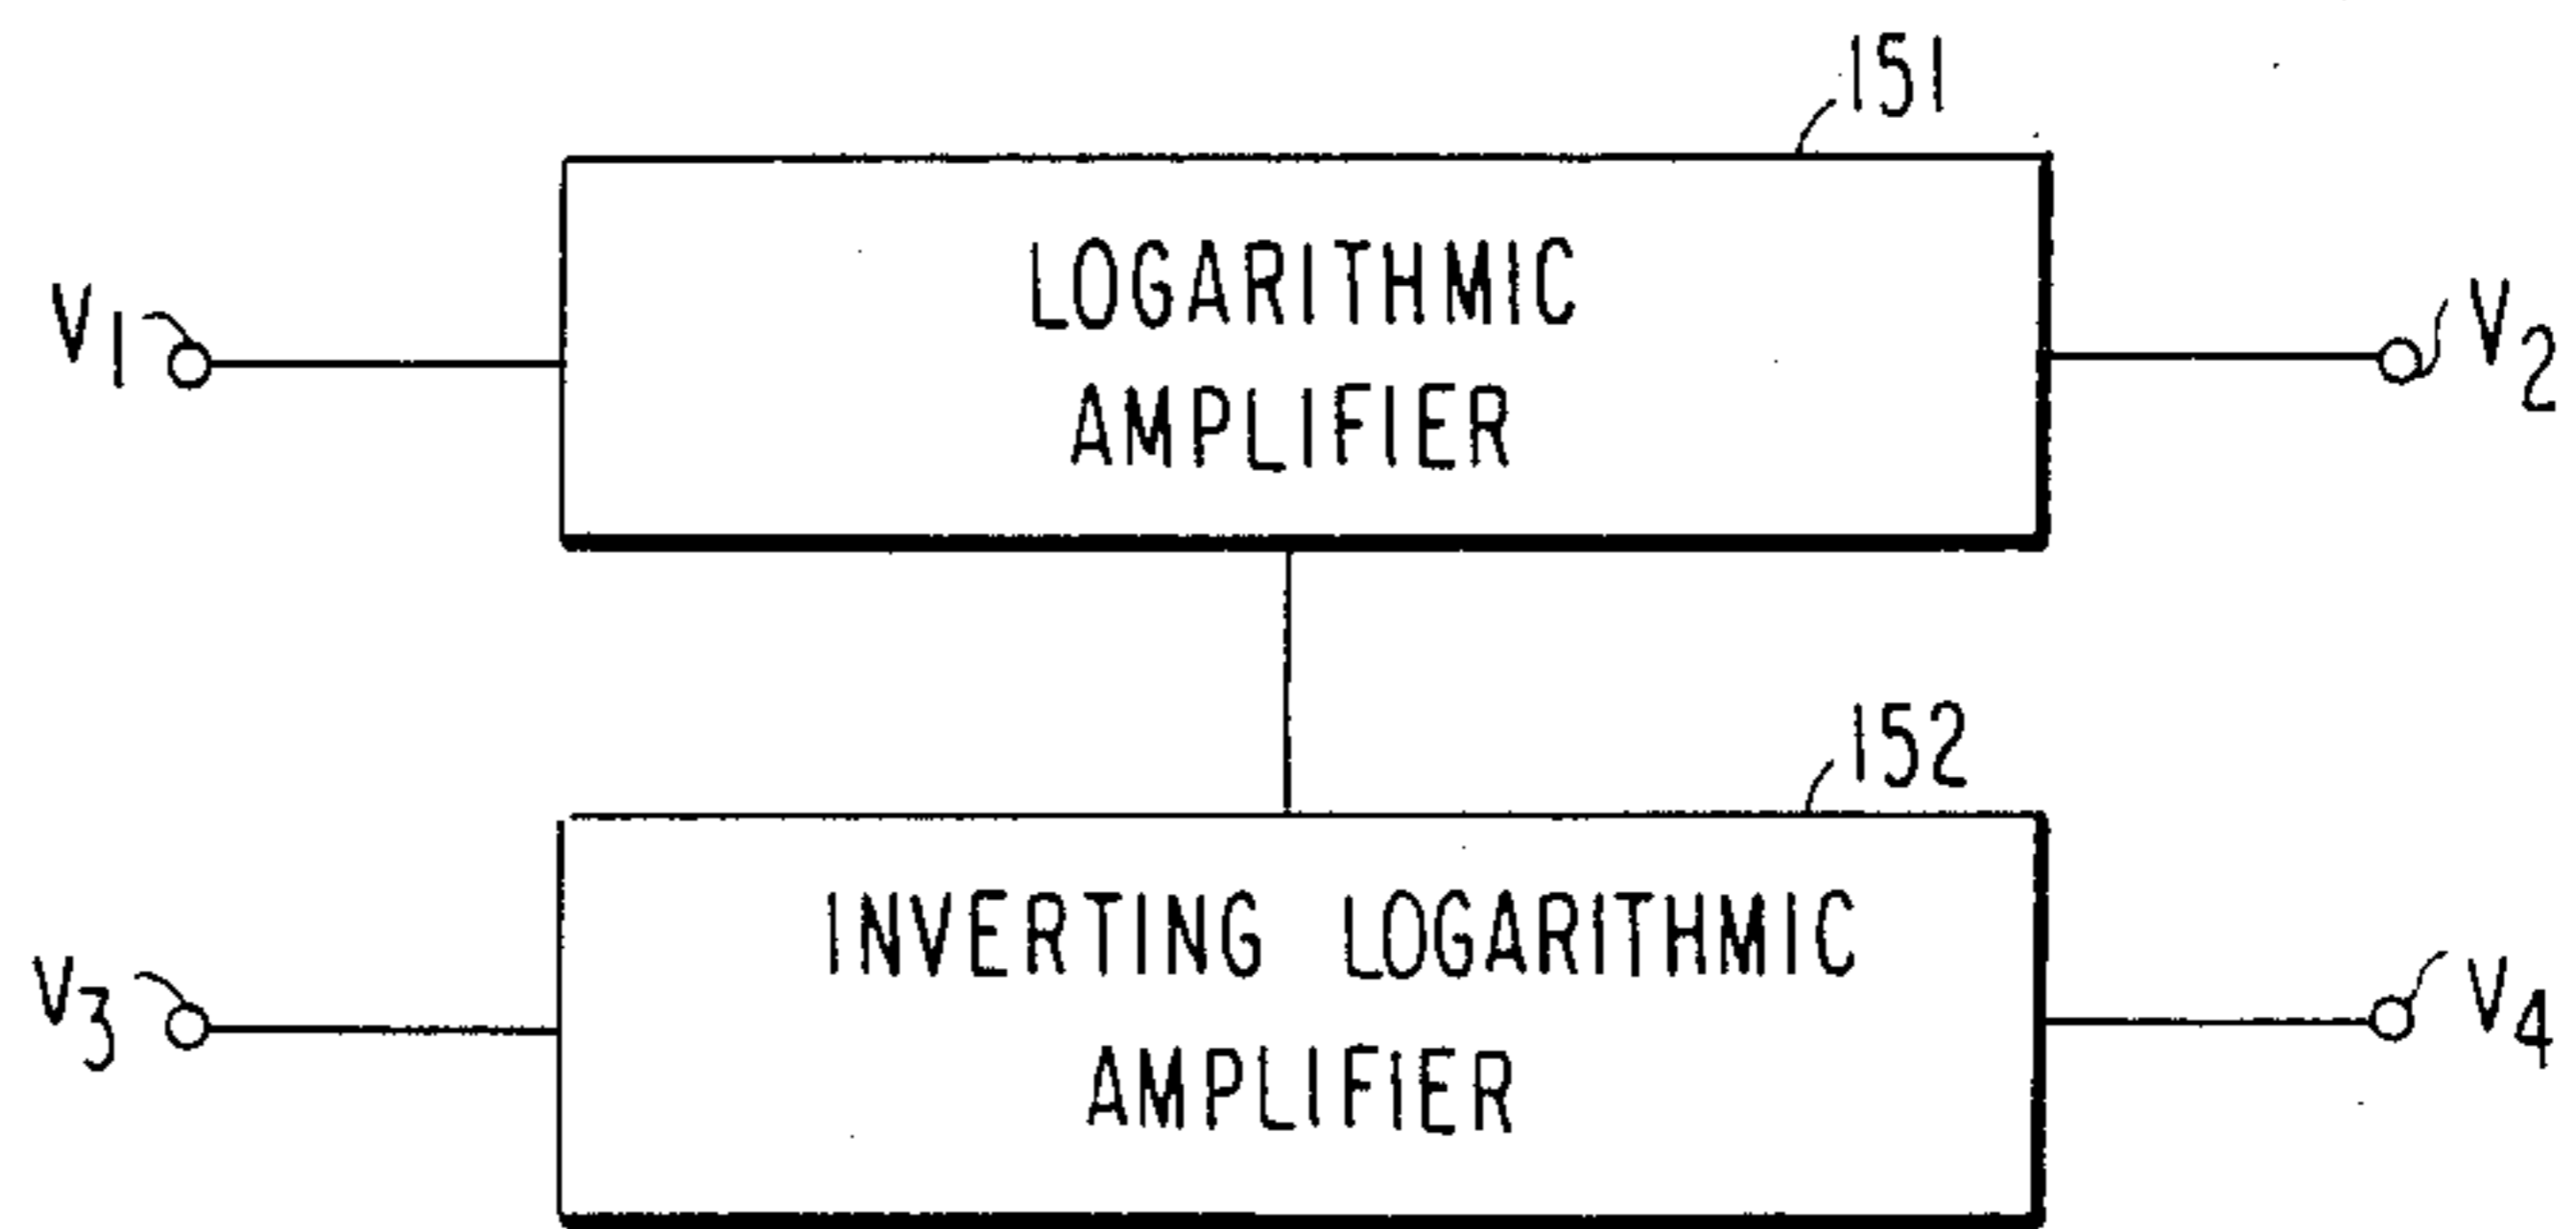 151
LOGARITHMIC
AMPLIFIER
V1
V2
152
INVERTING LOGARITHMIC
AMPLIFIER
V3
V4